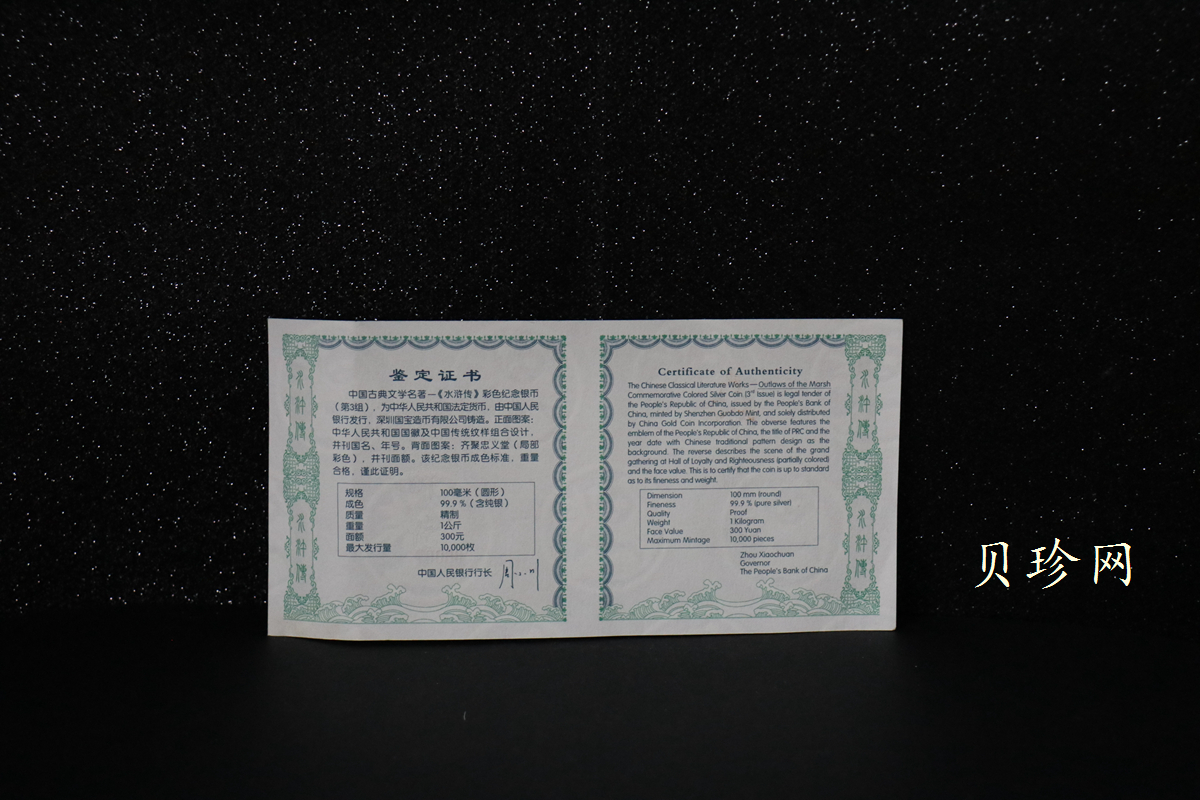 鉴定证书
中国古典文学名著—《水浒传》彩色纪念银币
（第3组），为中华人民共和国法定货币，由中国人民
银行发行，深圳国宝造币有限公司铸造。正面图案：
中华人民共和国国徽及中国传统纹样组合设计，
并刊国名、年号。背面图案：齐聚忠义堂（局部
彩色），并刊面额。该纪念银币成色标准，重量
合格，谨此证明。
规格 100毫米（圆形）
成色 99.9％（含纯银）
质量 精制
重量 1公斤
面额 300元
最大发行量 10,000枚
中国人民银行行长
Certificate of Authenticity
The Chinese Classical Literature Works—Outlaws of the Marsh
Commemorative Colored Silver Coin (3rd Issue) is legal tender of
the People's Republic of China, issued by the People's Bank of
China, minted by Shenzhen Guobao Mint, and solely distributed
by China Gold Coin Incorporation. The obverse features the
emblem of the People's Republic of China, the title of PRC and the
year date with Chinese traditional pattern design as the
background. The reverse describes the scene of the grand
gathering at Hall of Loyalty and Righteousness (partially colored)
and the face value. This is to certify that the coin is up to standard
as to its fineness and weight.
Dimension 100 mm (round)
Fineness 99.9 % (pure silver)
Quality Proof
Weight 1 Kilogram
Face Value 300 Yuan
Maximum Mintage 10,000 pieces
Zhou Xiaochuan
Governor
The People's Bank of China
水浒传
水浒传
水浒传
水浒传
贝珍网